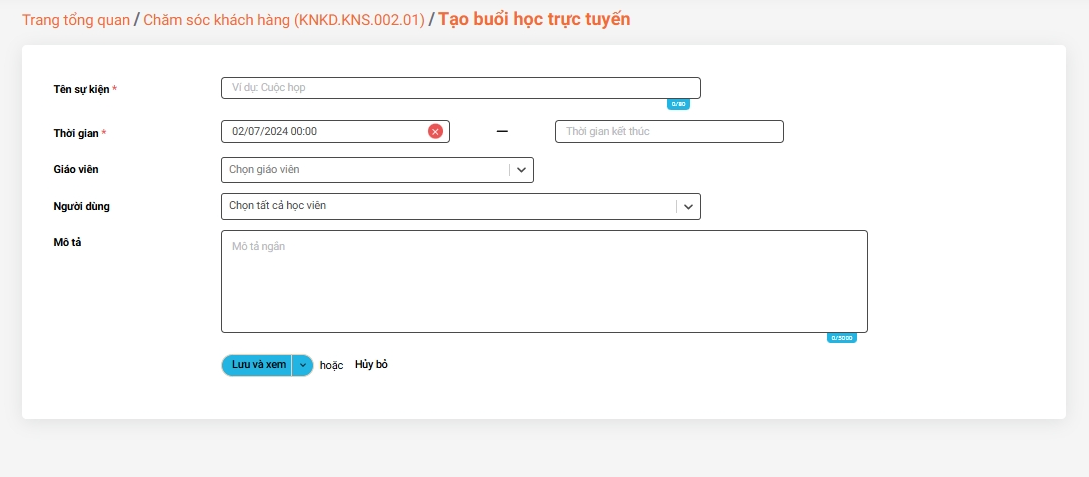 Trang tổng quan / Chăm sóc khách hàng (KNKD.KNS.002.01) / Tạo buổi học trực tuyến
Tên sự kiện * Ví dụ: Cuộc họp
0/80
Thời gian * 02/07/2024 00:00 — Thời gian kết thúc
Giáo viên Chọn giáo viên
Người dùng Chọn tất cả học viên
Mô tả Mô tả ngắn
0/5000
Lưu và xem hoặc Hủy bỏ